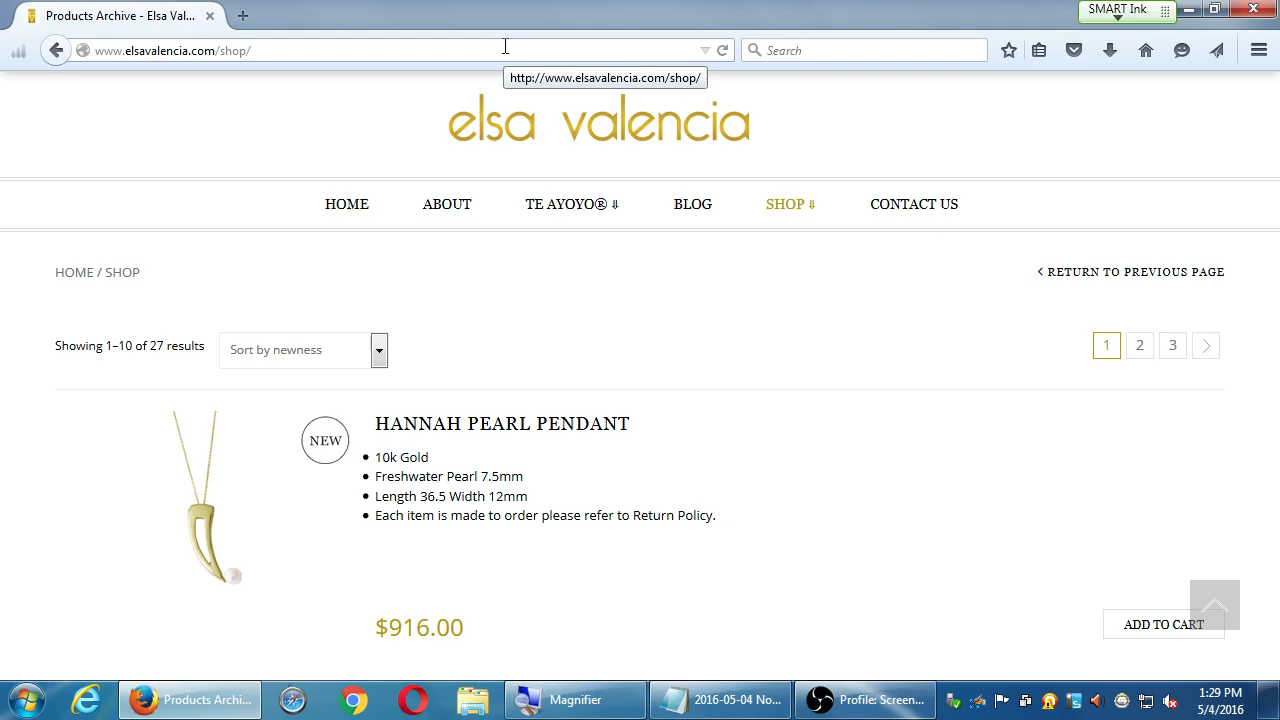 Products Archive - Elsa Val...
SMART Ink
www.elsavalencia.com/shop/
Search
http://www.elsavalencia.com/shop/
elsa valencia
HOME
ABOUT
TE AYOYO® ⇓
BLOG
SHOP ⇓
CONTACT US
HOME / SHOP
< RETURN TO PREVIOUS PAGE
Showing 1–10 of 27 results
Sort by newness
1 2 3
NEW
HANNAH PEARL PENDANT
• 10k Gold
• Freshwater Pearl 7.5mm
• Length 36.5 Width 12mm
• Each item is made to order please refer to Return Policy.
$916.00
ADD TO CART
Products Archi...
Magnifier
2016-05-04 No...
Profile: Screen...
1:29 PM
5/4/2016